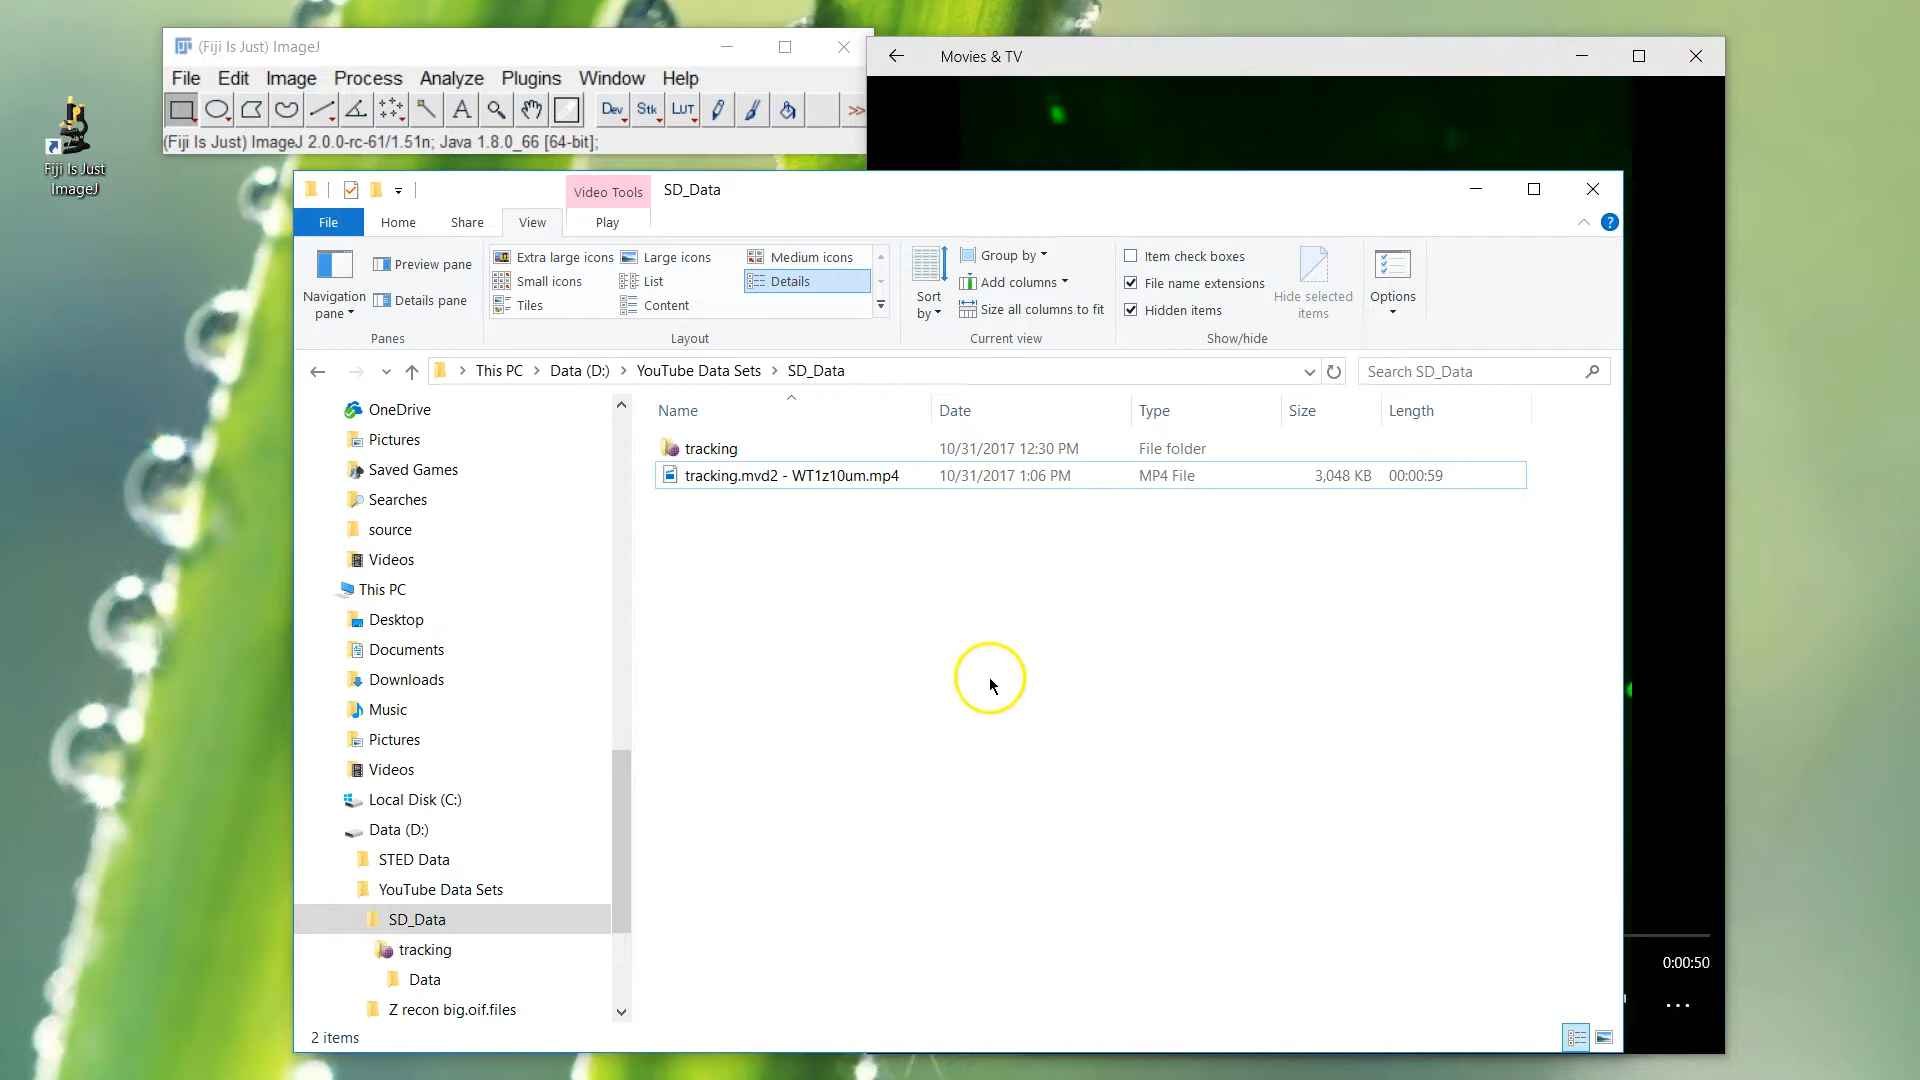 Fiji Is Just
ImageJ
(Fiji Is Just) ImageJ
File Edit Image Process Analyze Plugins Window Help
A Dev Stk LUT >>
(Fiji Is Just) ImageJ 2.0.0-rc-61/1.51n; Java 1.8.0_66 [64-bit];
Movies & TV
Video Tools SD_Data
File Home Share View Play
Navigation pane
Preview pane
Details pane
Panes
Extra large icons Large icons Medium icons
Small icons List Details
Tiles Content
Layout
Sort by
Group by
Add columns
Size all columns to fit
Current view
Item check boxes
File name extensions
Hidden items
Hide selected items
Show/hide
Options
This PC > Data (D:) > YouTube Data Sets > SD_Data
Search SD_Data
OneDrive
Pictures
Saved Games
Searches
source
Videos
This PC
Desktop
Documents
Downloads
Music
Pictures
Videos
Local Disk (C:)
Data (D:)
STED Data
YouTube Data Sets
SD_Data
tracking
Data
Z recon big.oif.files
Name Date Type Size Length
tracking 10/31/2017 12:30 PM File folder
tracking.mvd2 - WT1z10um.mp4 10/31/2017 1:06 PM MP4 File 3,048 KB 00:00:59
0:00:50
2 items